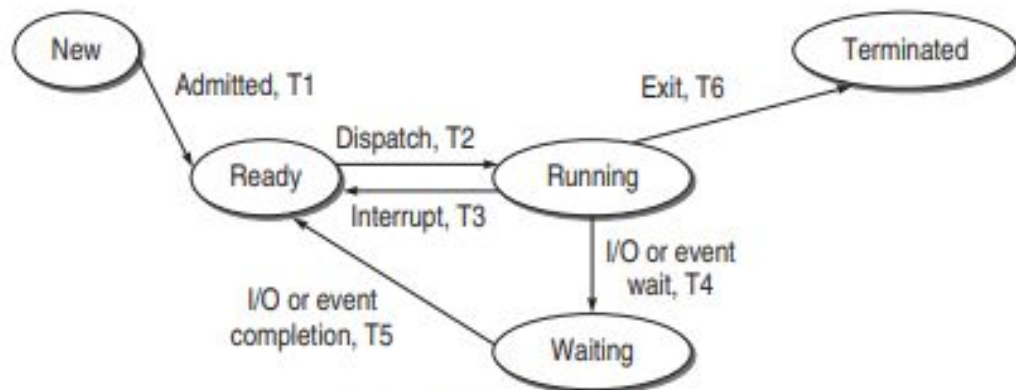 New
Terminated
Admitted, T1
Exit, T6
Dispatch, T2
Ready
Running
Interrupt, T3
I/O or event
wait, T4
I/O or event
completion, T5
Waiting